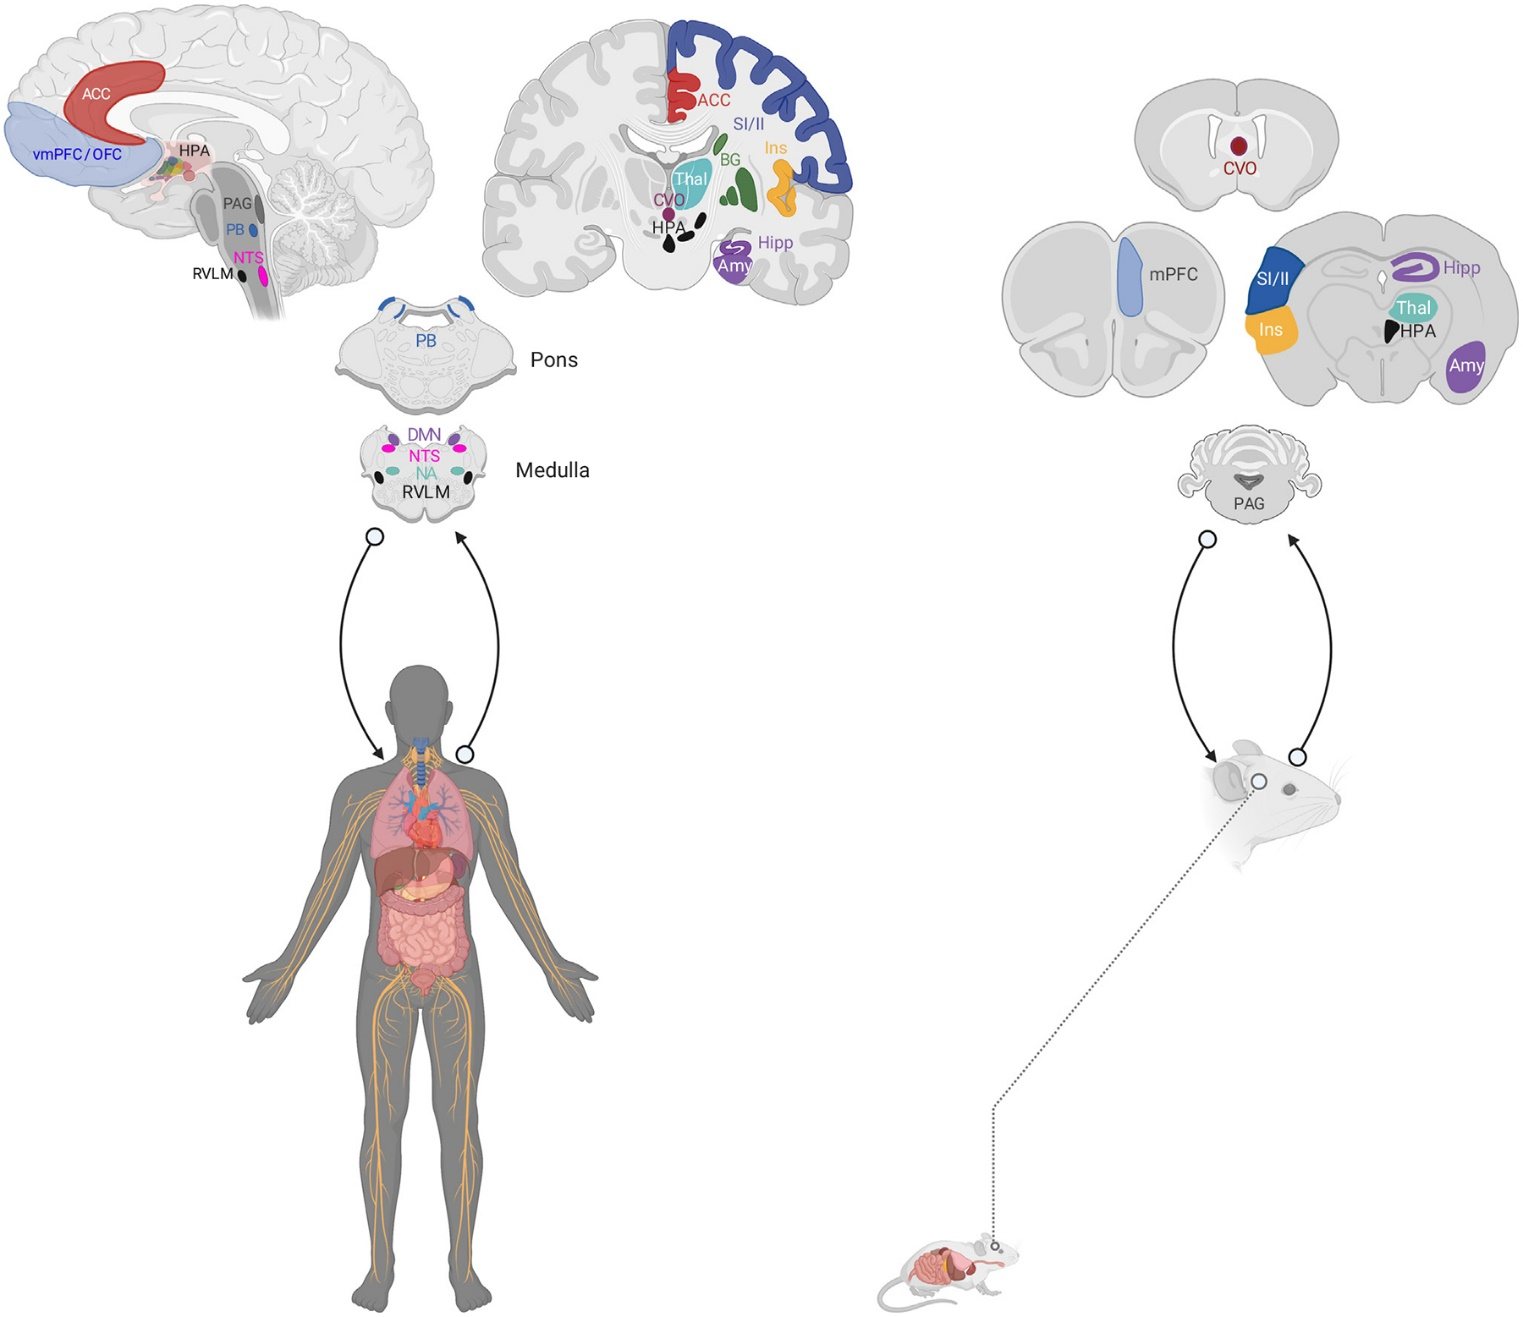 ACC
vmPFC / OFC
HPA
PAG
PB
NTS
RVLM
ACC
SI/II
Ins
BG
Thal
CVO
HPA
Hipp
Amy
PB
Pons
DMN
NTS
NA
RVLM
Medulla
CVO
mPFC
SI/II
Ins
Hipp
Thal
HPA
Amy
PAG